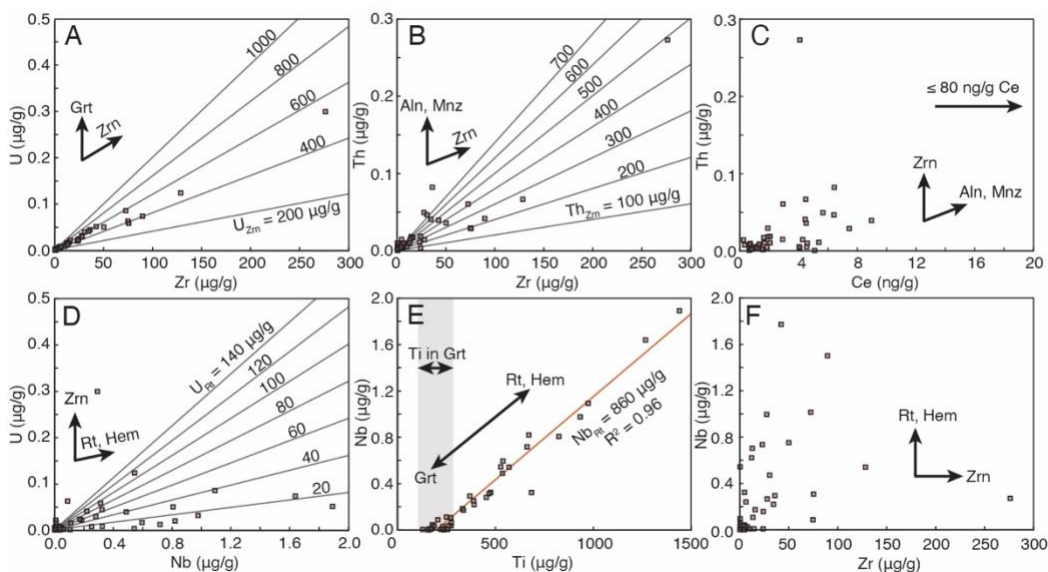 A
0.5
0.4
0.3
0.2
0.1
0.0
U (µg/g)
1000
800
600
400
U_Zrn = 200 µg/g
Grt
Zrn
0
50
100
150
200
250
300
Zr (µg/g)
B
0.3
0.2
0.1
0.0
Th (µg/g)
700
600
500
400
300
200
Th_Zrn = 100 µg/g
Aln, Mnz
Zrn
0
50
100
150
200
250
300
Zr (µg/g)
C
0.3
0.2
0.1
0.0
Th (µg/g)
≤ 80 ng/g Ce
Zrn
Aln, Mnz
0
4
8
12
16
20
Ce (ng/g)
D
0.5
0.4
0.3
0.2
0.1
0.0
U (µg/g)
U_Rt = 140 µg/g
120
100
80
60
40
20
Zrn
Rt, Hem
0.0
0.4
0.8
1.2
1.6
2.0
Nb (µg/g)
E
2.0
1.6
1.2
0.8
0.4
0.0
Nb (µg/g)
Ti in Grt
Rt, Hem
Grt
Nb_Rt = 860 µg/g
R² = 0.96
0
500
1000
1500
Ti (µg/g)
F
2.0
1.6
1.2
0.8
0.4
0.0
Nb (µg/g)
Rt, Hem
Zrn
0
50
100
150
200
250
300
Zr (µg/g)